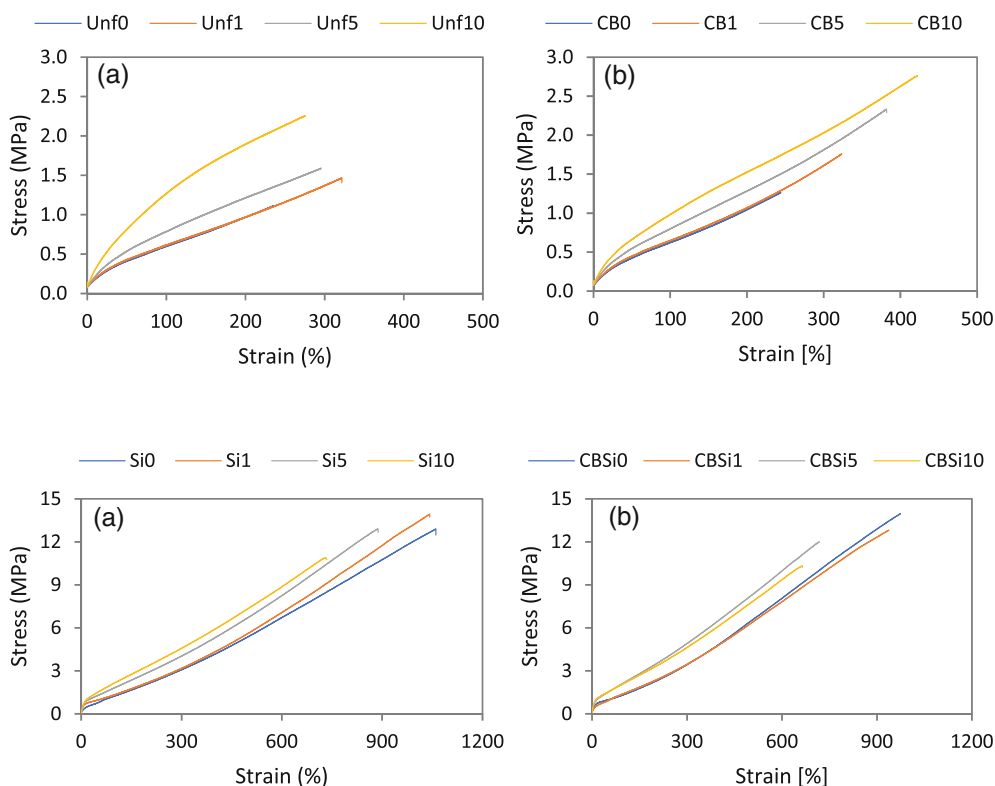 Unf0 Unf1 Unf5 Unf10
(a)
3.0
2.5
2.0
1.5
1.0
0.5
0.0
Stress (MPa)
0 100 200 300 400 500
Strain (%)
CB0 CB1 CB5 CB10
(b)
3.0
2.5
2.0
1.5
1.0
0.5
0.0
Stress (MPa)
0 100 200 300 400 500
Strain [%]
Si0 Si1 Si5 Si10
(a)
15
12
9
6
3
0
Stress (MPa)
0 300 600 900 1200
Strain (%)
CBSi0 CBSi1 CBSi5 CBSi10
(b)
15
12
9
6
3
0
Stress (MPa)
0 300 600 900 1200
Strain [%]